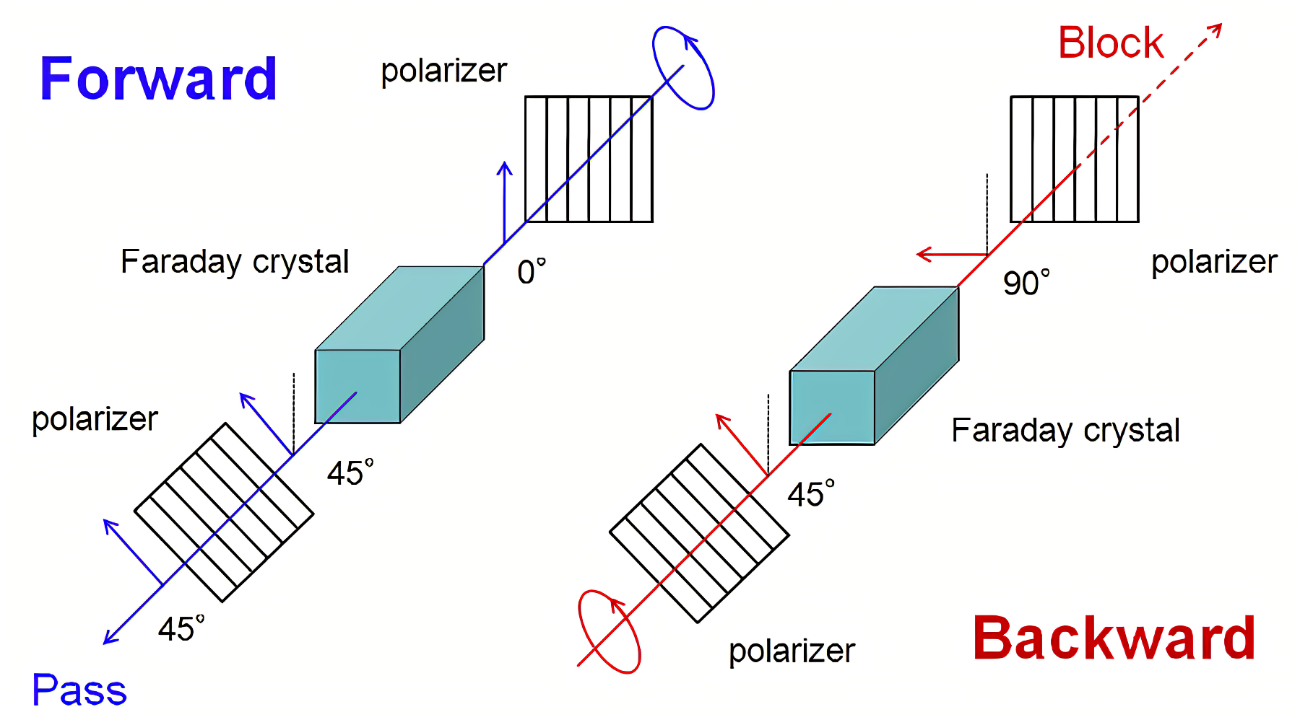 Forward
polarizer
Faraday crystal
0°
polarizer
45°
45°
Pass
Block
polarizer
90°
Faraday crystal
45°
polarizer
Backward